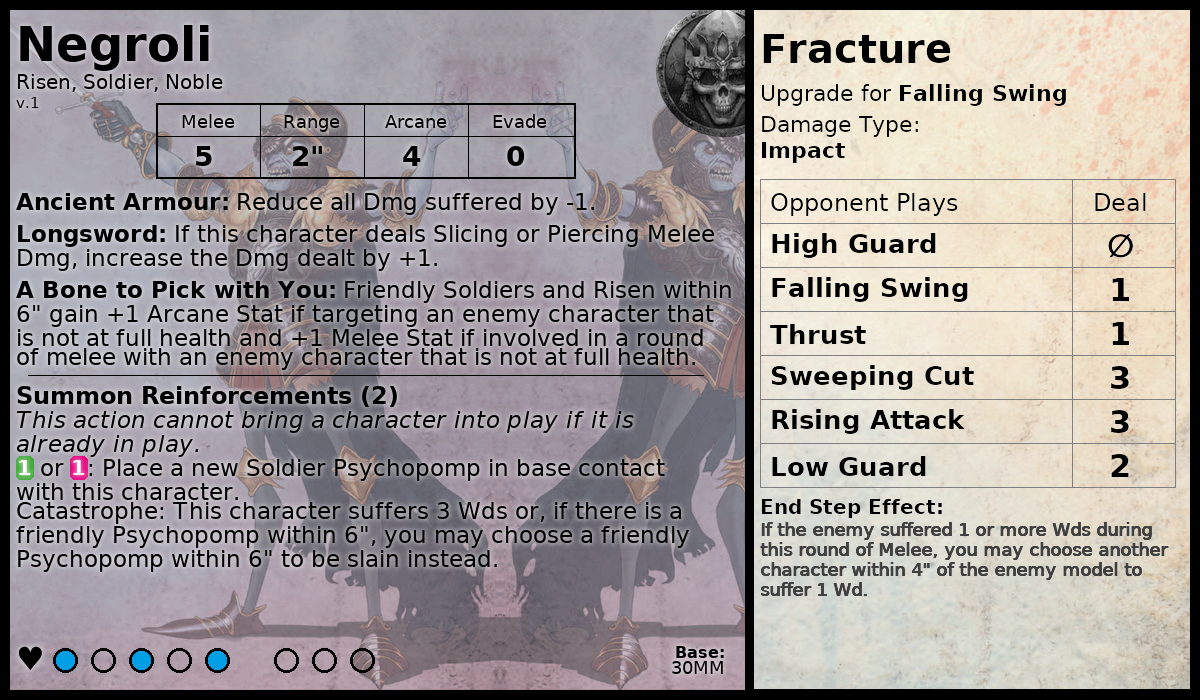 Negroli
Risen, Soldier, Noble
v.1
Melee Range Arcane Evade
5 2" 4 0
Ancient Armour: Reduce all Dmg suffered by -1.
Longsword: If this character deals Slicing or Piercing Melee
Dmg, increase the Dmg dealt by +1.
A Bone to Pick with You: Friendly Soldiers and Risen within
6" gain +1 Arcane Stat if targeting an enemy character that
is not at full health and +1 Melee Stat if involved in a round
of melee with an enemy character that is not at full health.
Summon Reinforcements (2)
This action cannot bring a character into play if it is
already in play.
1 or 1: Place a new Soldier Psychopomp in base contact
with this character.
Catastrophe: This character suffers 3 Wds or, if there is a
friendly Psychopomp within 6", you may choose a friendly
Psychopomp within 6" to be slain instead.
Base:
30MM
Fracture
Upgrade for Falling Swing
Damage Type:
Impact
Opponent Plays Deal
High Guard ∅
Falling Swing 1
Thrust 1
Sweeping Cut 3
Rising Attack 3
Low Guard 2
End Step Effect:
If the enemy suffered 1 or more Wds during
this round of Melee, you may choose another
character within 4" of the enemy model to
suffer 1 Wd.